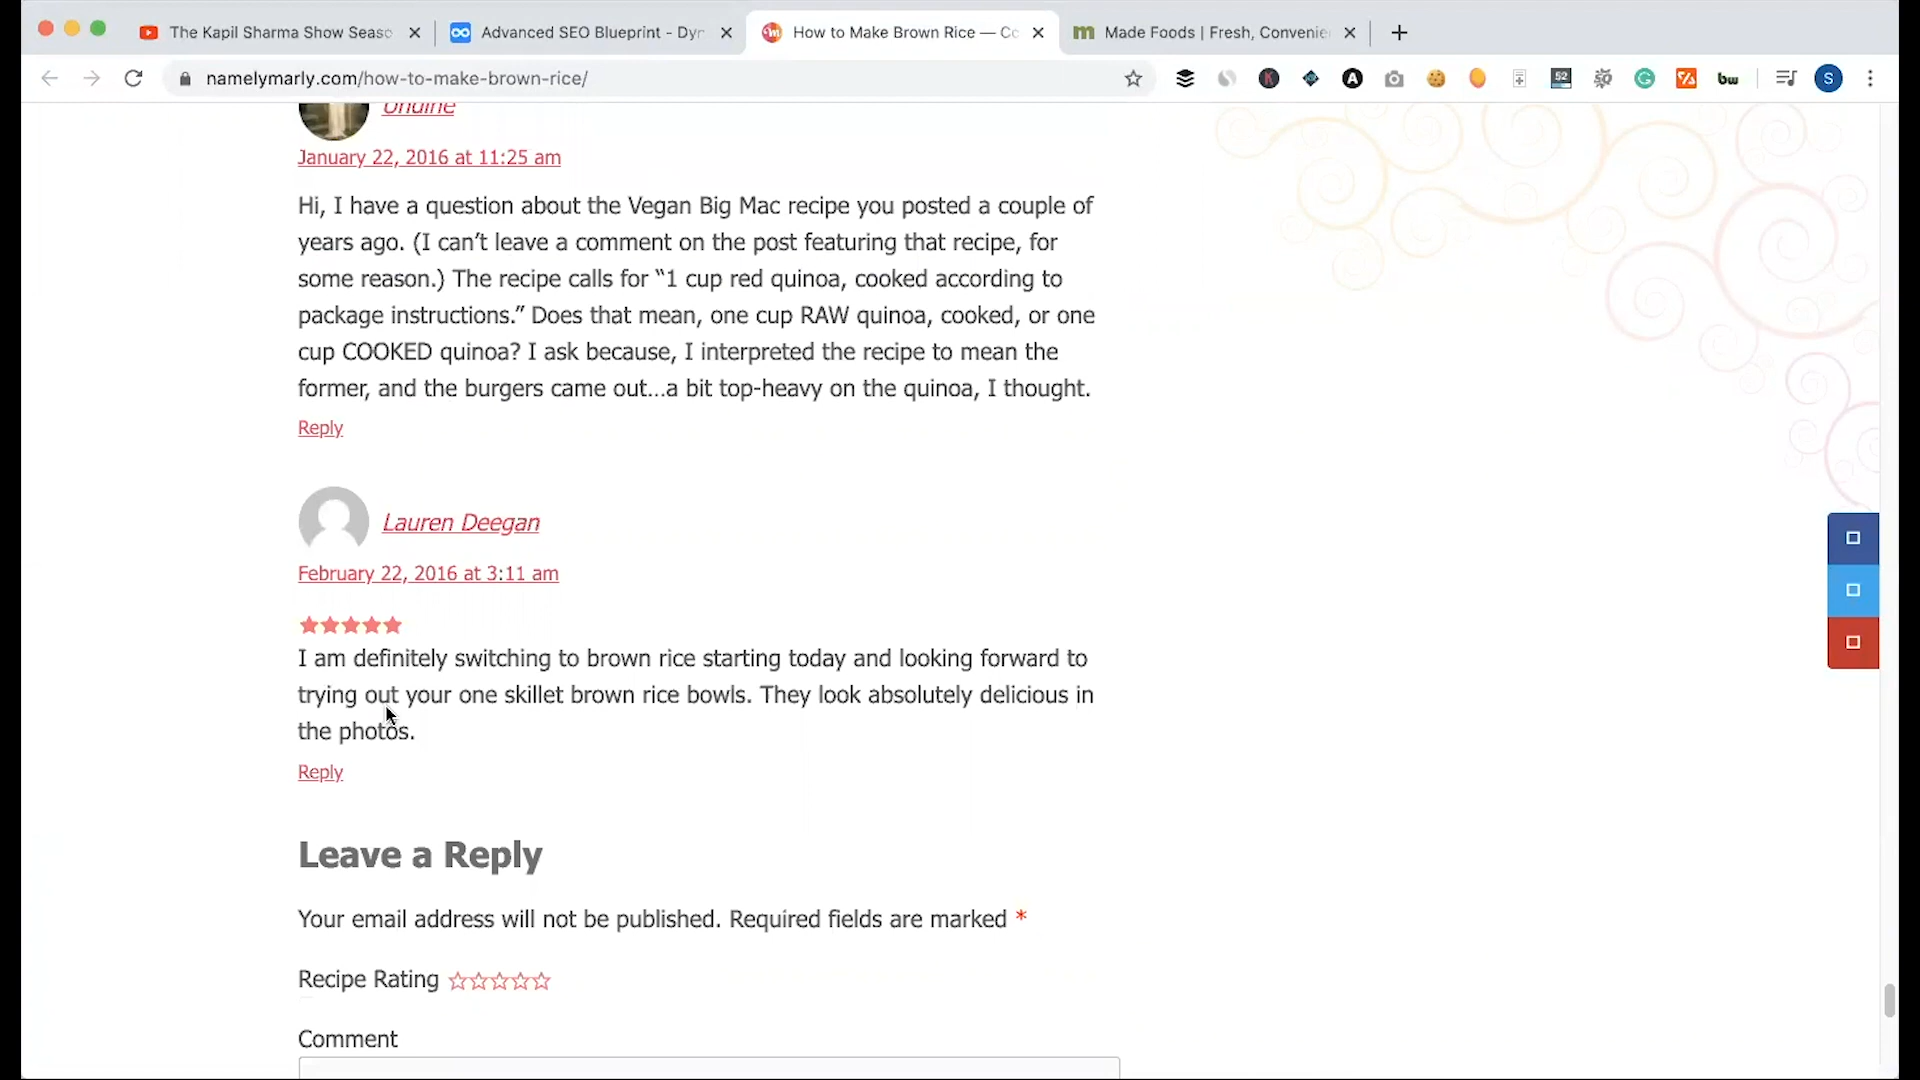 The Kapil Sharma Show Seaso
Advanced SEO Blueprint - Dyr
How to Make Brown Rice — Co
Made Foods | Fresh, Convenie
namelymarly.com/how-to-make-brown-rice/
52
S
Undine
January 22, 2016 at 11:25 am
Hi, I have a question about the Vegan Big Mac recipe you posted a couple of
years ago. (I can’t leave a comment on the post featuring that recipe, for
some reason.) The recipe calls for “1 cup red quinoa, cooked according to
package instructions.” Does that mean, one cup RAW quinoa, cooked, or one
cup COOKED quinoa? I ask because, I interpreted the recipe to mean the
former, and the burgers came out…a bit top-heavy on the quinoa, I thought.
Reply
Lauren Deegan
February 22, 2016 at 3:11 am
I am definitely switching to brown rice starting today and looking forward to
trying out your one skillet brown rice bowls. They look absolutely delicious in
the photos.
Reply
Leave a Reply
Your email address will not be published. Required fields are marked *
Recipe Rating
Comment